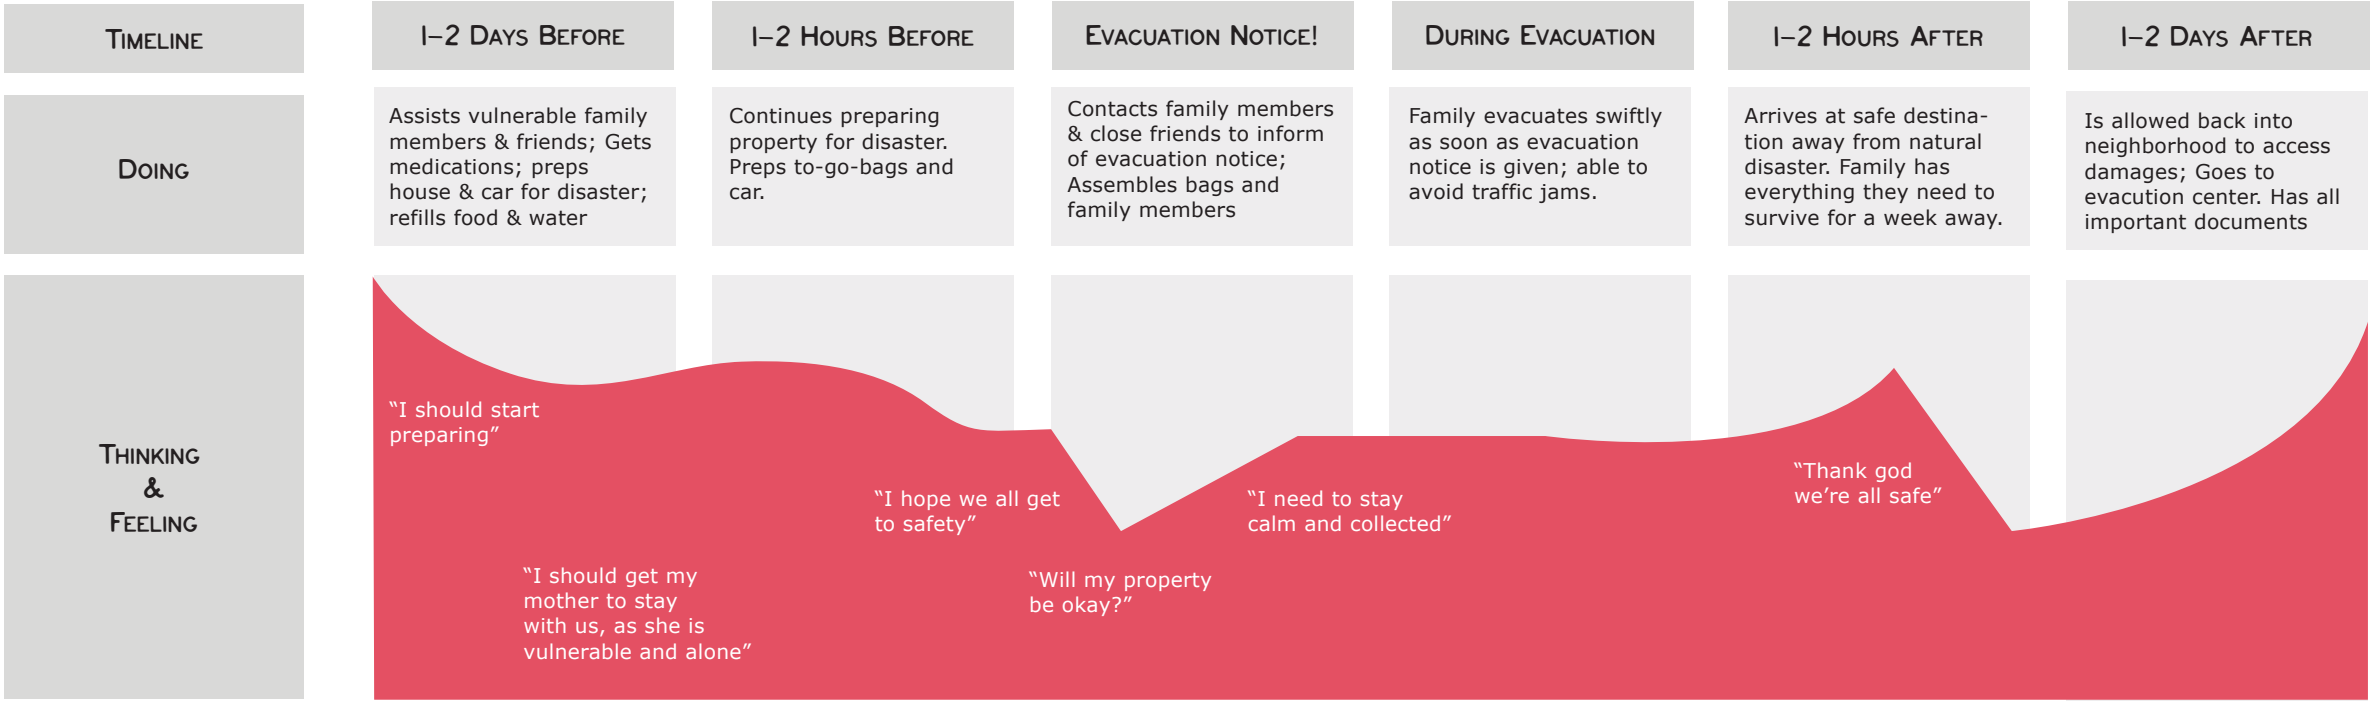 Timeline
1–2 Days Before
1–2 Hours Before
Evacuation Notice!
During Evacuation
1–2 Hours After
1–2 Days After
Doing
Assists vulnerable family
members & friends; Gets
medications; preps
house & car for disaster;
refills food & water
Continues preparing
property for disaster.
Preps to-go-bags and
car.
Contacts family members
& close friends to inform
of evacuation notice;
Assembles bags and
family members
Family evacuates swiftly
as soon as evacuation
notice is given; able to
avoid traffic jams.
Arrives at safe destina-
tion away from natural
disaster. Family has
everything they need to
survive for a week away.
Is allowed back into
neighborhood to access
damages; Goes to
evacution center. Has all
important documents
Thinking
&
Feeling
“I should start
preparing”
“I should get my
mother to stay
with us, as she is
vulnerable and alone”
“I hope we all get
to safety”
“Will my property
be okay?”
“I need to stay
calm and collected”
“Thank god
we’re all safe”